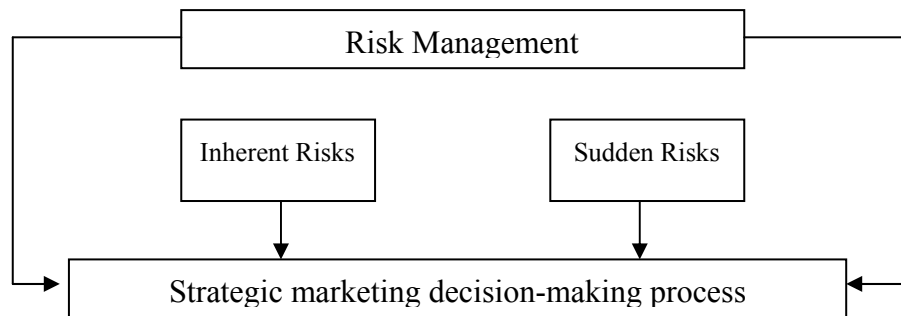 Risk Management
Inherent Risks
Sudden Risks
Strategic marketing decision-making process